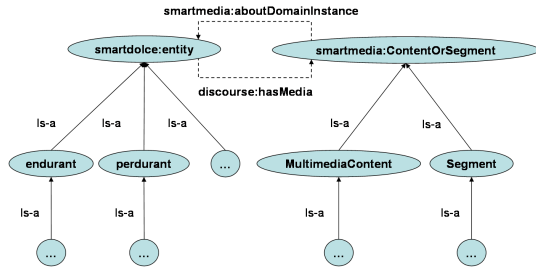 smartmedia:aboutDomainInstance
smartdolce:entity
smartmedia:ContentOrSegment
discourse:hasMedia
Is-a
Is-a
Is-a
Is-a
Is-a
endurant
perdurant
...
MultimediaContent
Segment
Is-a
Is-a
Is-a
Is-a
...
...
...
...